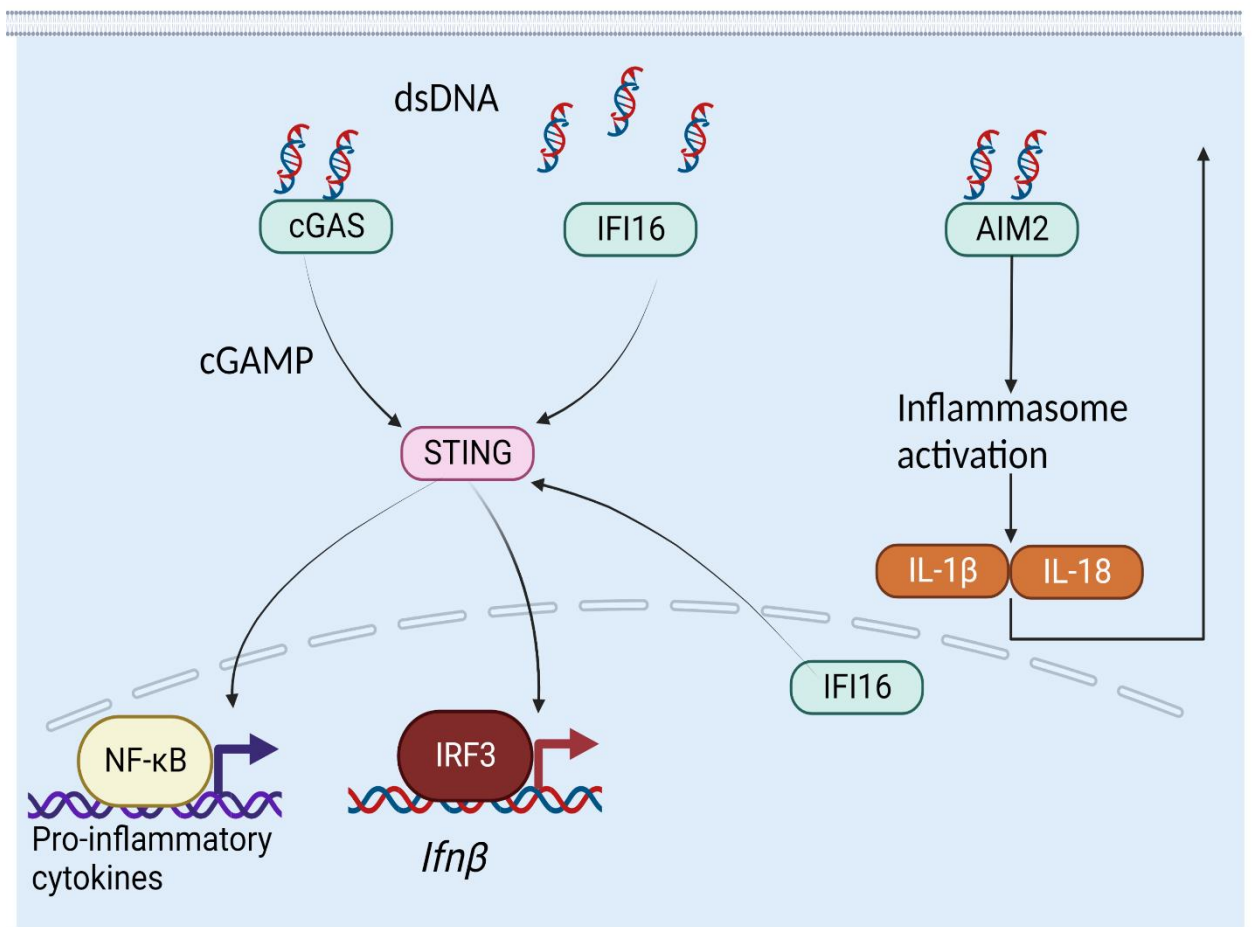 dsDNA
cGAS
IFI16
AIM2
cGAMP
Inflammasome
activation
STING
IL-1β
IL-18
IFI16
NF-κB
IRF3
Pro-inflammatory
cytokines
Ifnβ